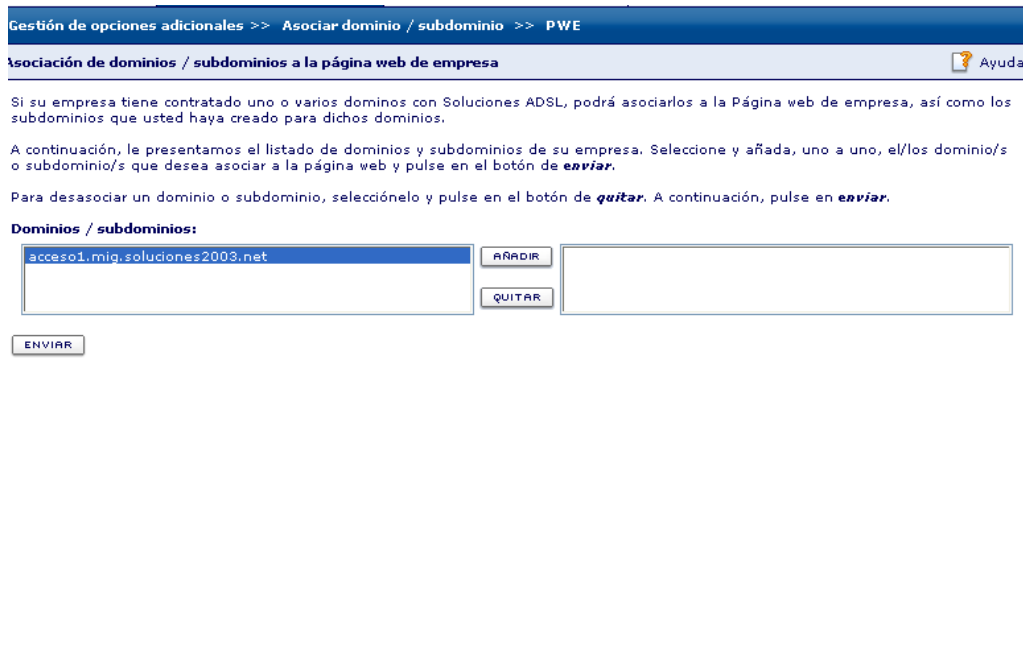 Gestión de opciones adicionales >> Asociar dominio / subdominio >> PWE
Asociación de dominios / subdominios a la página web de empresa
Ayuda
Si su empresa tiene contratado uno o varios dominos con Soluciones ADSL, podrá asociarlos a la Página web de empresa, así como los
subdominios que usted haya creado para dichos dominios.
A continuación, le presentamos el listado de dominios y subdominios de su empresa. Seleccione y añada, uno a uno, el/los dominio/s
o subdominio/s que desea asociar a la página web y pulse en el botón de enviar.
Para desasociar un dominio o subdominio, selecciónelo y pulse en el botón de quitar. A continuación, pulse en enviar.
Dominios / subdominios:
acceso1.mig.soluciones2003.net
AÑADIR
QUITAR
ENVIAR